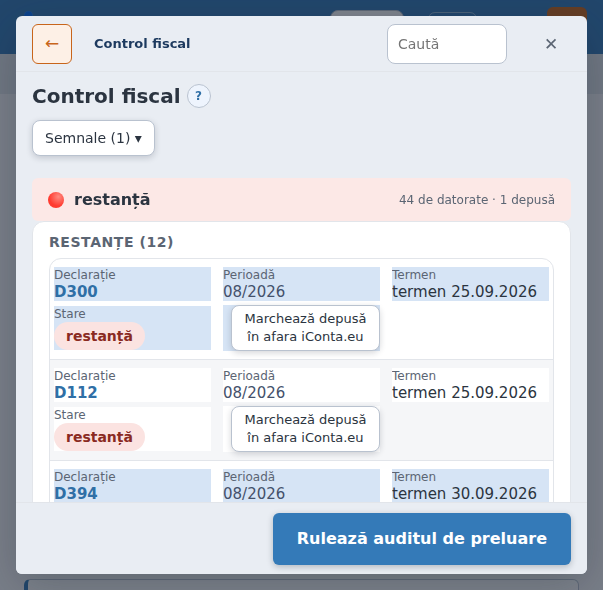 ← Control fiscal Caută ✕
Control fiscal ?
Semnale (1) ▾
restanță 44 de datorate · 1 depusă
RESTANȚE (12)
Declarație Perioadă Termen
D300 08/2026 termen 25.09.2026
Stare
restanță
Marchează depusă
în afara iConta.eu
Declarație Perioadă Termen
D112 08/2026 termen 25.09.2026
Stare
restanță
Marchează depusă
în afara iConta.eu
Declarație Perioadă Termen
D394 08/2026 termen 30.09.2026
Rulează auditul de preluare